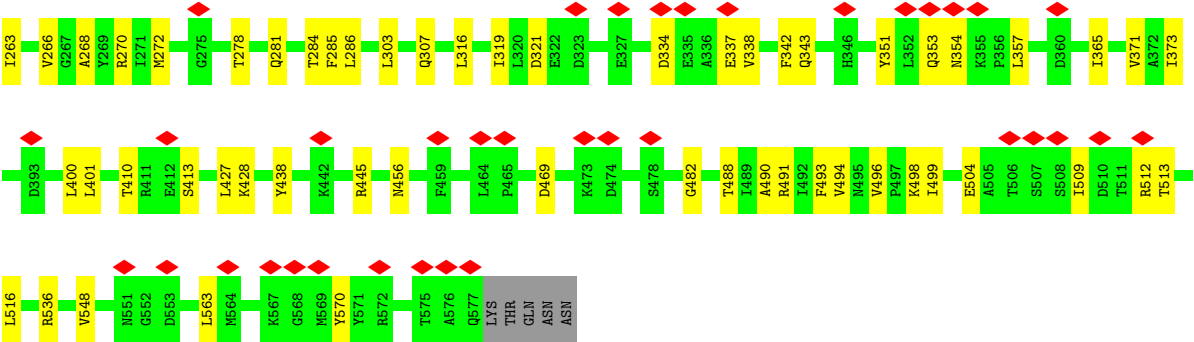 I263 V266 G267 A268 Y269 R270 I271 M272 G275 T278 Q281 T284 F285 L286 L303 Q307 L316 I319 L320 D321 E322 D323 E327 D334 E335 A336 E337 V338 F342 Q343 H346 Y351 L352 Q353 N354 K355 P356 L357 D360 I365 V371 A372 I373
D393 L400 L401 T410 R411 E412 S413 L427 K428 Y438 K442 R445 N456 F459 L464 P465 D469 K473 D474 S478 G482 T488 I489 A490 R491 I492 F493 V494 N495 V496 P497 K498 I499 E504 A505 T506 S507 S508 I509 D510 T511 R512 T513
L516 R536 V548 N551 G552 D553 L563 M564 K567 G568 M569 Y570 Y571 R572 T575 A576 Q577 LYS THR GLN ASN ASN